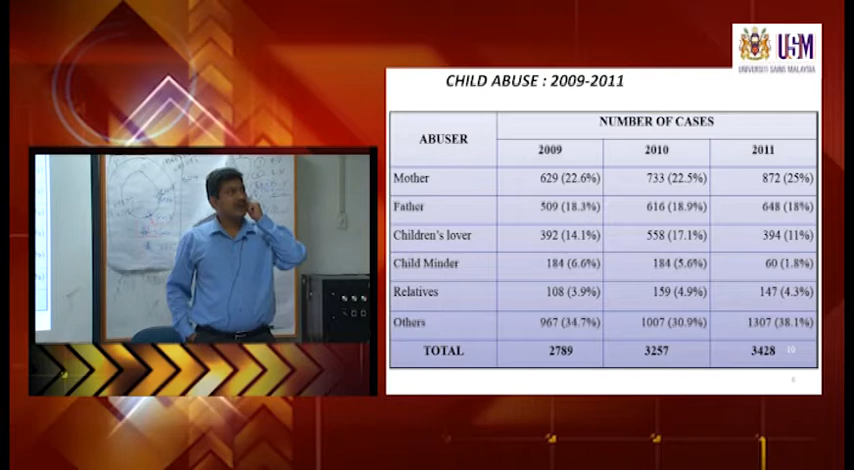 USM
UNIVERSITI SAINS MALAYSIA
CHILD ABUSE : 2009-2011
ABUSER NUMBER OF CASES
2009 2010 2011
Mother 629 (22.6%) 733 (22.5%) 872 (25%)
Father 509 (18.3%) 616 (18.9%) 648 (18%)
Children's lover 392 (14.1%) 558 (17.1%) 394 (11%)
Child Minder 184 (6.6%) 184 (5.6%) 60 (1.8%)
Relatives 108 (3.9%) 159 (4.9%) 147 (4.3%)
Others 967 (34.7%) 1007 (30.9%) 1307 (38.1%)
TOTAL 2789 3257 3428 10
6